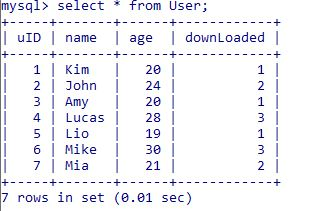 mysql> select * from User;
+------+-------+------+------------+
| uID  | name  | age  | downLoaded |
+------+-------+------+------------+
|    1 | Kim   |   20 |          1 |
|    2 | John  |   24 |          2 |
|    3 | Amy   |   20 |          1 |
|    4 | Lucas |   28 |          3 |
|    5 | Lio   |   19 |          1 |
|    6 | Mike  |   30 |          3 |
|    7 | Mia   |   21 |          2 |
+------+-------+------+------------+
7 rows in set (0.01 sec)